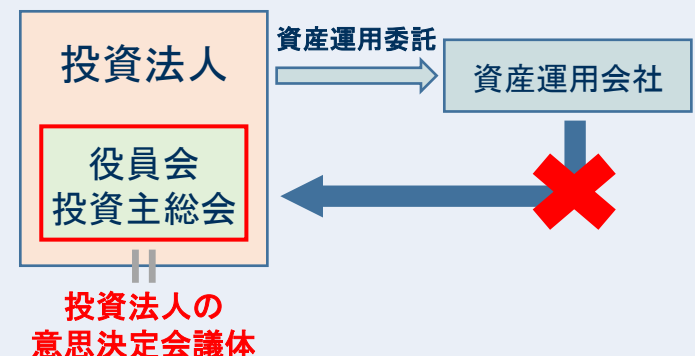 投資法人
資産運用委託
資産運用会社
役員会
投資主総会
投資法人の
意思決定会議体